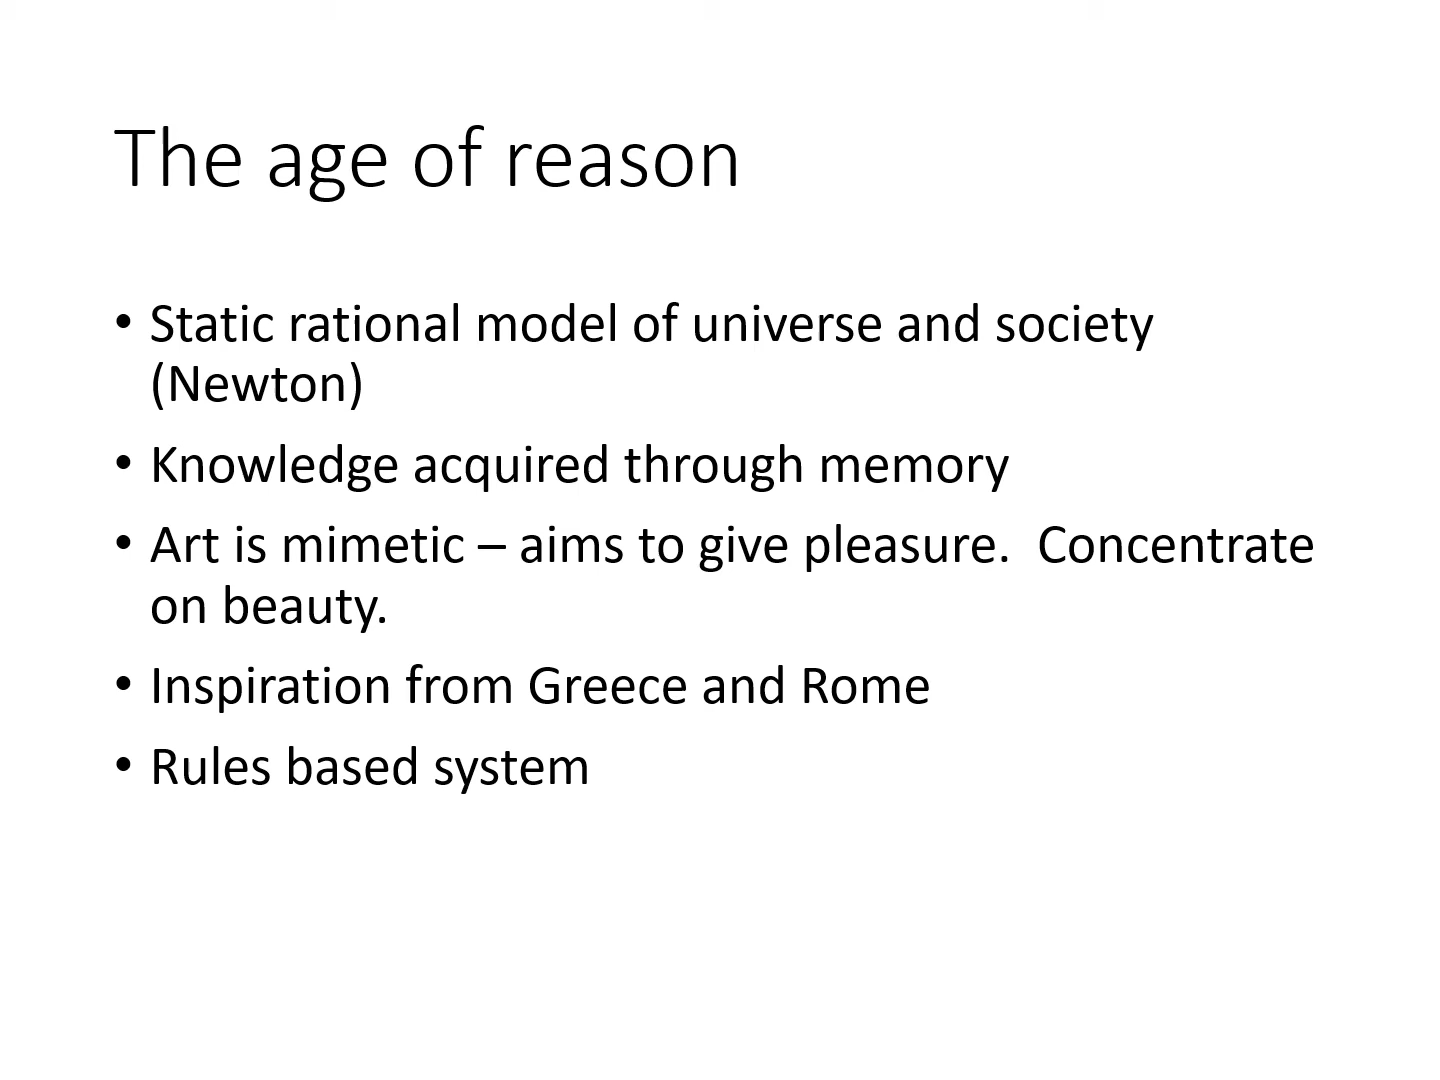 The age of reason
• Static rational model of universe and society
(Newton)
• Knowledge acquired through memory
• Art is mimetic – aims to give pleasure.  Concentrate
on beauty.
• Inspiration from Greece and Rome
• Rules based system